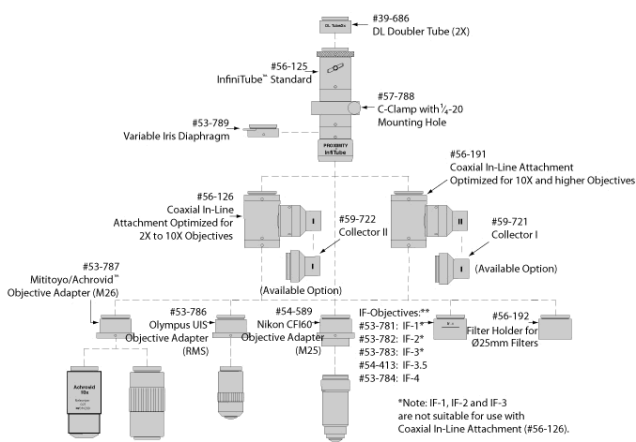 #39-686
DL Doubler Tube (2X)
DL Tube2x
#56-125
InfiniTube™ Standard
#57-788
C-Clamp with ¼-20
Mounting Hole
#53-789
Variable Iris Diaphragm
PROXIMITY
InfiTube
#56-191
Coaxial In-Line Attachment
Optimized for 10X and higher Objectives
#56-126
Coaxial In-Line
Attachment Optimized for
2X to 10X Objectives
I
II
#59-722
Collector II
#59-721
Collector I
I
I
(Available Option)
(Available Option)
#53-787
Mititoyo/Achrovid™
Objective Adapter (M26)
#53-786
Olympus UIS
Objective Adapter
(RMS)
#54-589
Nikon CFI60
Objective Adapter
(M25)
IF-Objectives:**
#53-781: IF-1*
#53-782: IF-2*
#53-783: IF-3*
#54-413: IF-3.5
#53-784: IF-4
#56-192
Filter Holder for
Ø25mm Filters
Achroid
10x
*Note: IF-1, IF-2 and IF-3
are not suitable for use with
Coaxial In-Line Attachment (#56-126).